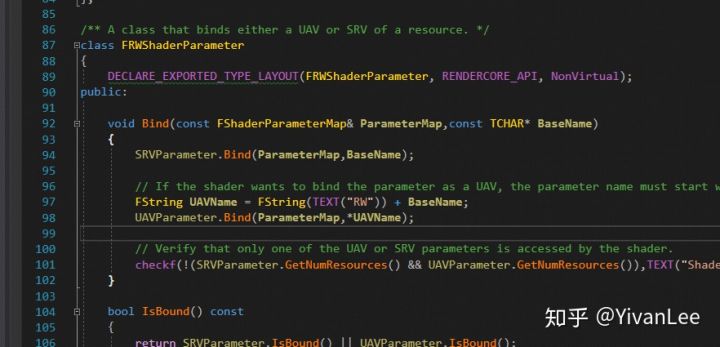 84 };
85
86 /** A class that binds either a UAV or SRV of a resource. */
87 class FRWShaderParameter
88 {
89 DECLARE_EXPORTED_TYPE_LAYOUT(FRWShaderParameter, RENDERCORE_API, NonVirtual);
90 public:
91
92 void Bind(const FShaderParameterMap& ParameterMap,const TCHAR* BaseName)
93 {
94 SRVParameter.Bind(ParameterMap,BaseName);
95
96 // If the shader wants to bind the parameter as a UAV, the parameter name must start w
97 FString UAVName = FString(TEXT("RW")) + BaseName;
98 UAVParameter.Bind(ParameterMap,*UAVName);
99
100 // Verify that only one of the UAV or SRV parameters is accessed by the shader.
101 checkf(!(SRVParameter.GetNumResources() && UAVParameter.GetNumResources()),TEXT("Shade
102 }
103
104 bool IsBound() const
105 {
106 return SRVParameter.IsBound() || UAVParameter.IsBound();
知乎 @YivanLee